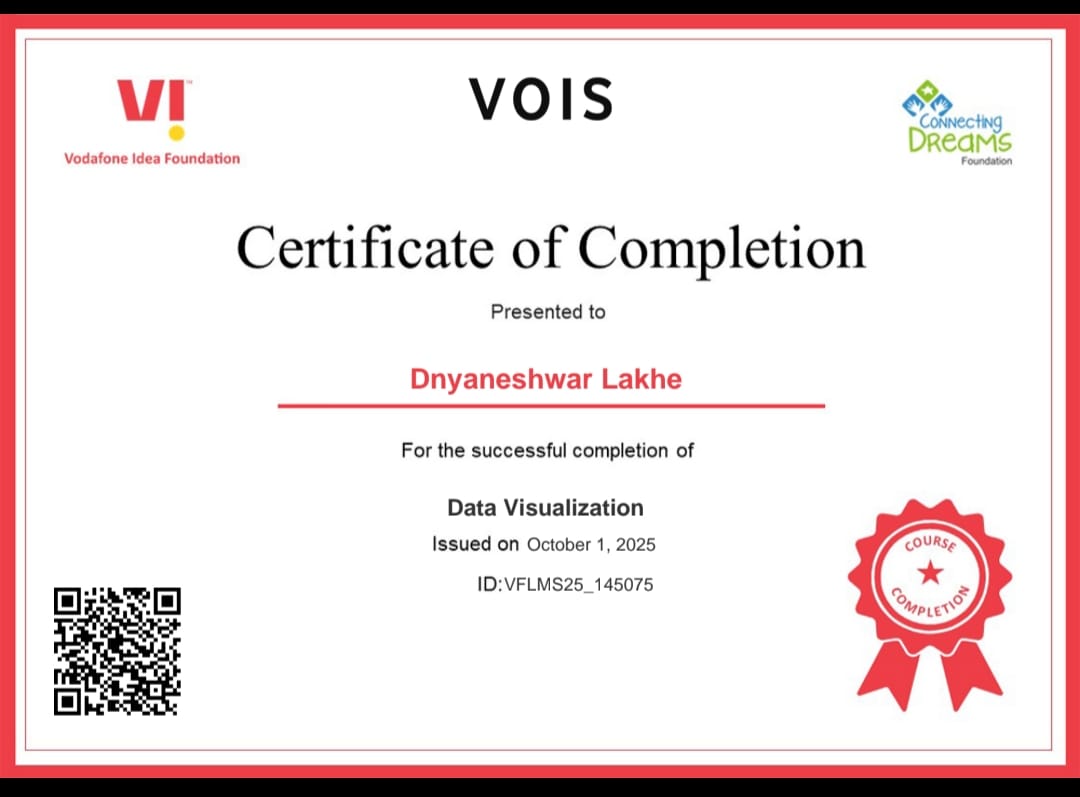 VI™
Vodafone Idea Foundation
VOIS
Connecting
Dreams
Foundation
Certificate of Completion
Presented to
Dnyaneshwar Lakhe
For the successful completion of
Data Visualization
Issued on October 1, 2025
ID:VFLMS25_145075
COURSE
COMPLETION